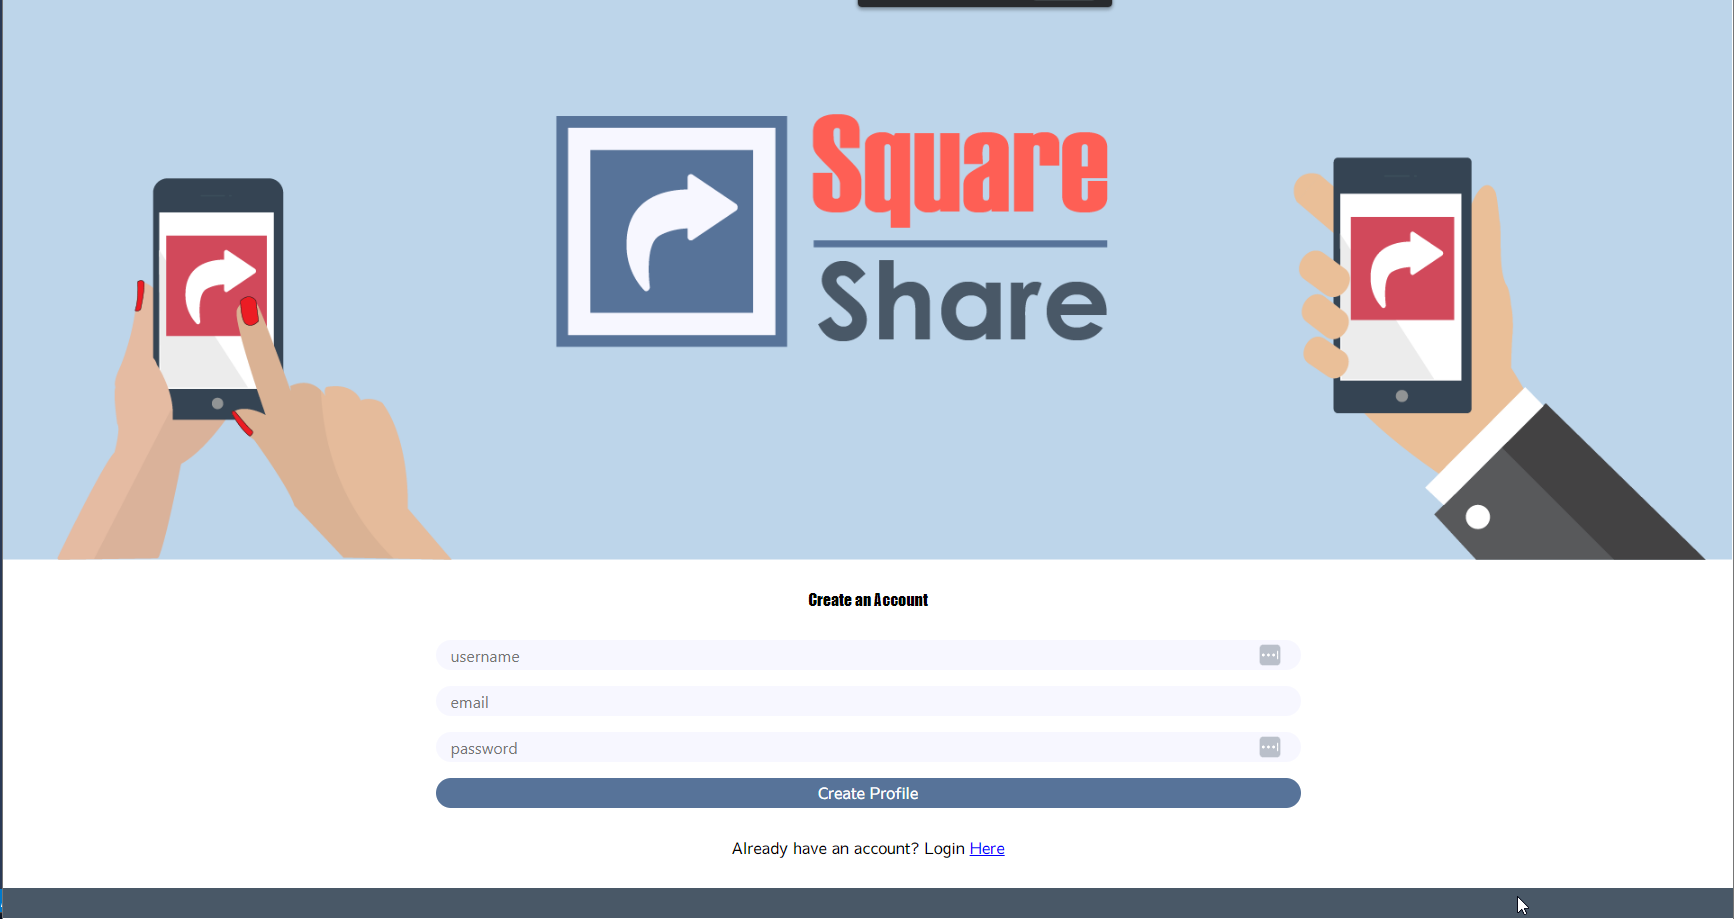 Square
Share
Create an Account
username
email
password
Create Profile
Already have an account? Login Here